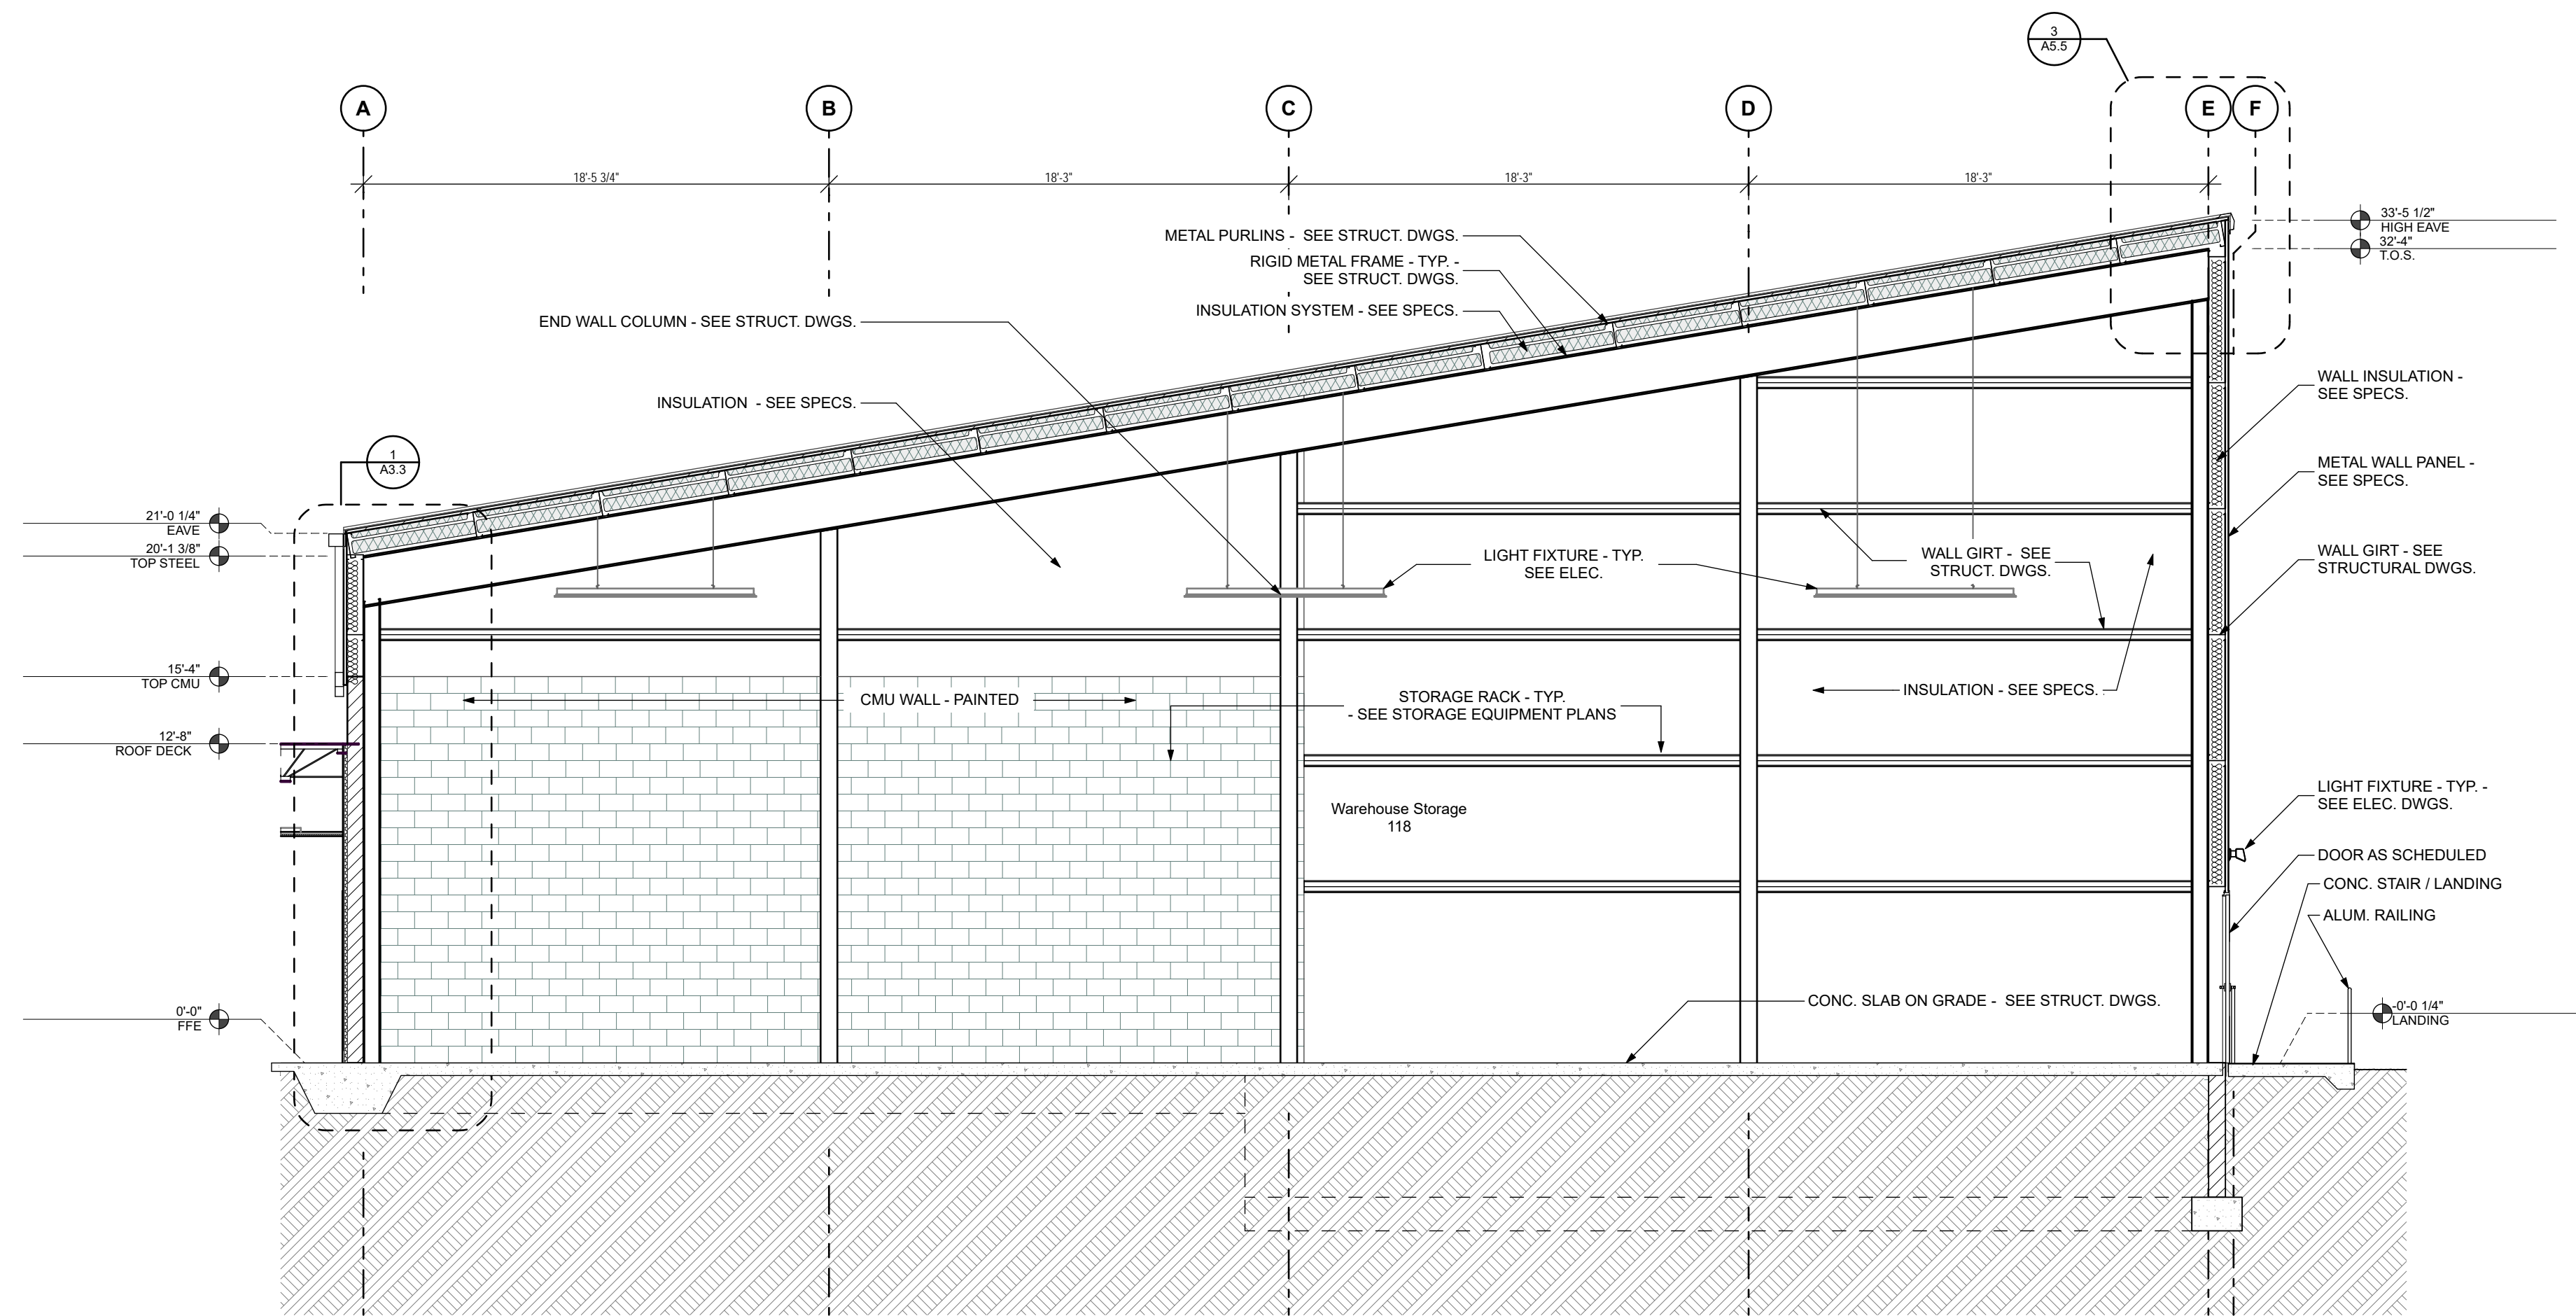 3
A5.5
A
B
C
D
E
F
18'-5 3/4"
18'-3"
18'-3"
18'-3"
33'-5 1/2"
HIGH EAVE
32'-4"
T.O.S.
METAL PURLINS - SEE STRUCT. DWGS.
RIGID METAL FRAME - TYP. -
SEE STRUCT. DWGS.
INSULATION SYSTEM - SEE SPECS.
END WALL COLUMN - SEE STRUCT. DWGS.
INSULATION - SEE SPECS.
WALL INSULATION -
SEE SPECS.
METAL WALL PANEL -
SEE SPECS.
1
A3.3
21'-0 1/4"
EAVE
20'-1 3/8"
TOP STEEL
LIGHT FIXTURE - TYP.
SEE ELEC.
WALL GIRT - SEE
STRUCT. DWGS.
WALL GIRT - SEE
STRUCTURAL DWGS.
15'-4"
TOP CMU
CMU WALL - PAINTED
STORAGE RACK - TYP.
- SEE STORAGE EQUIPMENT PLANS
INSULATION - SEE SPECS.
12'-8"
ROOF DECK
Warehouse Storage
118
LIGHT FIXTURE - TYP. -
SEE ELEC. DWGS.
DOOR AS SCHEDULED
CONC. STAIR / LANDING
ALUM. RAILING
CONC. SLAB ON GRADE - SEE STRUCT. DWGS.
0'-0"
FFE
-0'-0 1/4"
LANDING